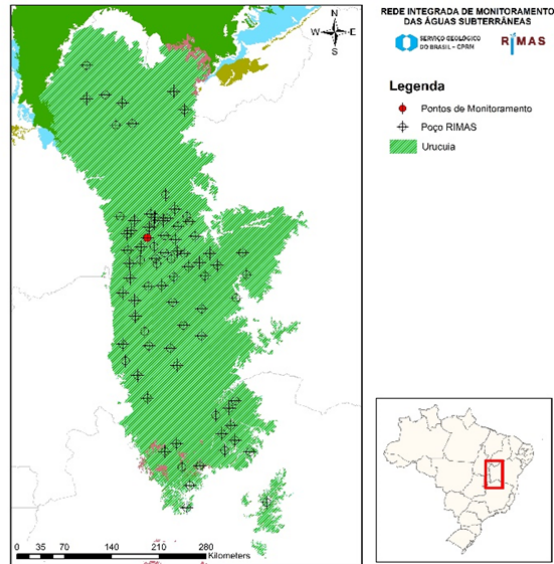 REDE INTEGRADA DE MONITORAMENTO
DAS ÁGUAS SUBTERRÂNEAS
N
W E
S
SERVIÇO GEOLÓGICO
DO BRASIL – CPRM
RIMAS
Legenda
Pontos de Monitoramento
Poço RIMAS
Urucuia
0 35 70 140 210 280
Kilometers